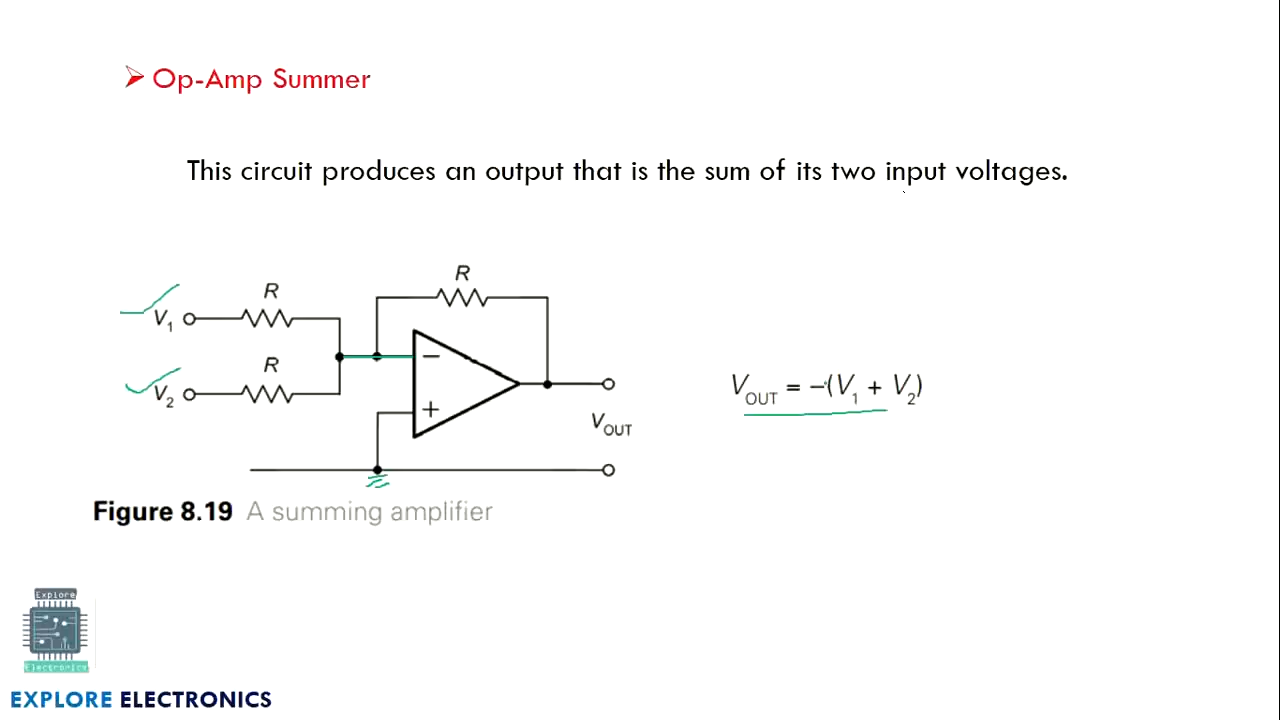 Op-Amp Summer
This circuit produces an output that is the sum of its two input voltages.
R
R
V1
R
V2
−
+
VOUT
VOUT = –(V1 + V2)
Figure 8.19 A summing amplifier
Explore
Electronics
EXPLORE ELECTRONICS